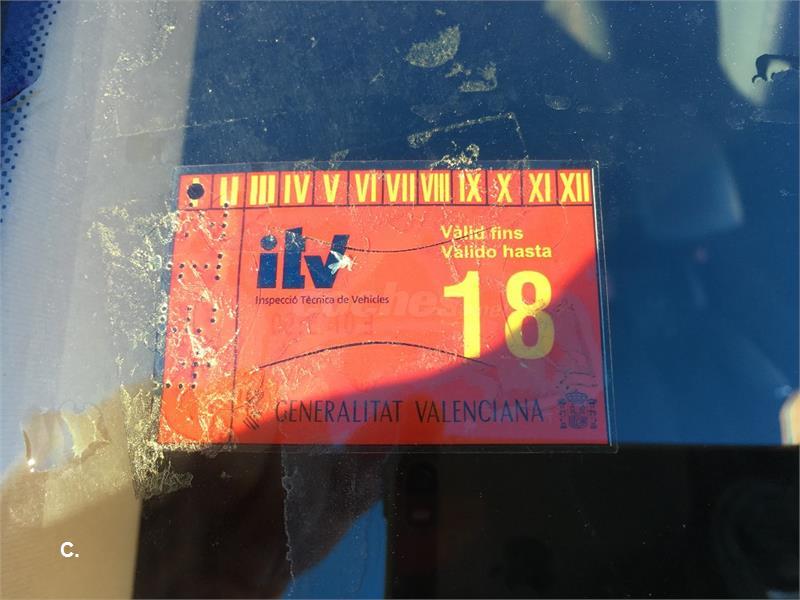 I II III IV V VI VII VIII IX X XI XII
itv
Inspecció Tècnica de Vehicles
Vàlid fins
Válido hasta
18
GENERALITAT VALENCIANA
C.